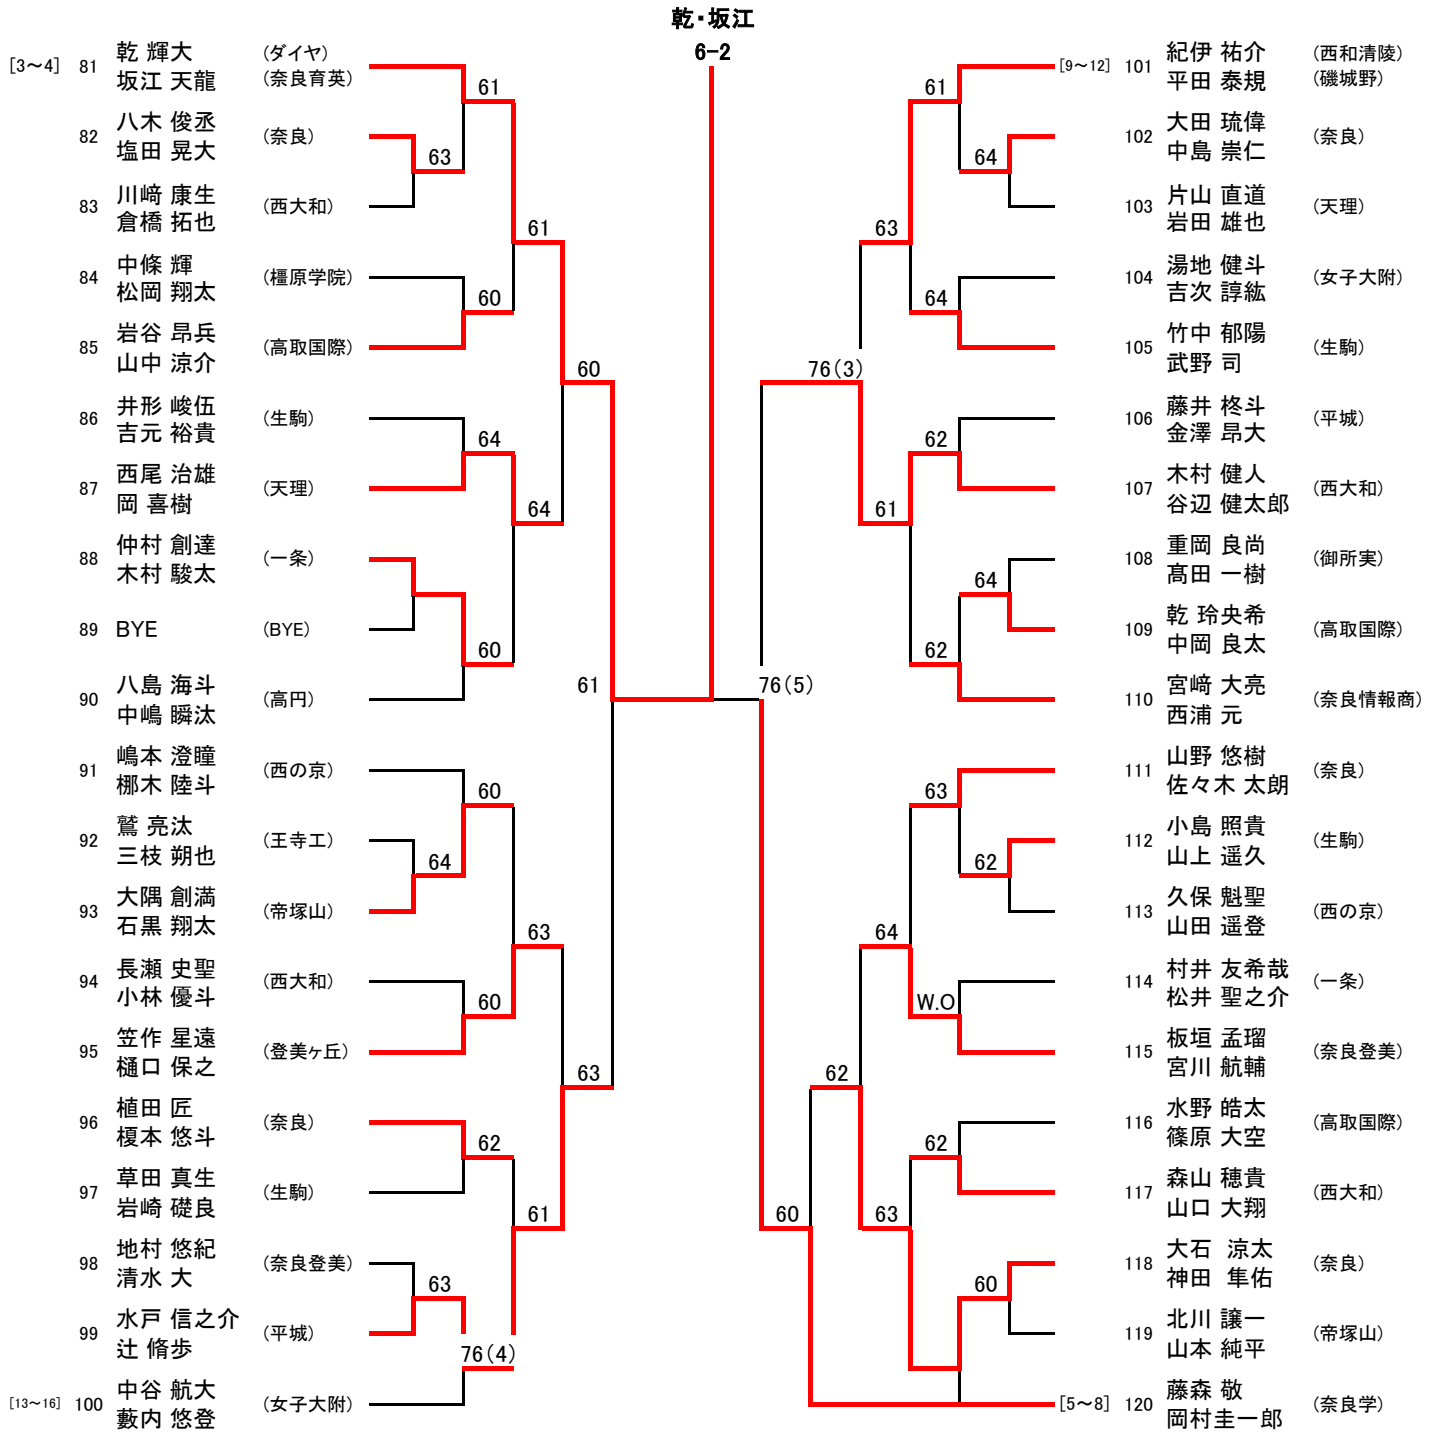 乾・坂江
6-2
[3～4] 81 乾 輝大 (ダイヤ)
坂江 天龍 (奈良育英)
82 八木 俊丞 (奈良)
塩田 晃大
83 川﨑 康生 (西大和)
倉橋 拓也
84 中條 輝 (橿原学院)
松岡 翔太
85 岩谷 昂兵 (高取国際)
山中 涼介
86 井形 峻伍 (生駒)
吉元 裕貴
87 西尾 治雄 (天理)
岡 喜樹
88 仲村 創達 (一条)
木村 駿太
89 BYE (BYE)
90 八島 海斗 (高円)
中嶋 瞬汰
91 嶋本 澄瞳 (西の京)
梛木 陸斗
92 鷲 亮汰 (王寺工)
三枝 朔也
93 大隅 創満 (帝塚山)
石黒 翔太
94 長瀬 史聖 (西大和)
小林 優斗
95 笠作 星遠 (登美ヶ丘)
樋口 保之
96 植田 匠 (奈良)
榎本 悠斗
97 草田 真生 (生駒)
岩崎 礎良
98 地村 悠紀 (奈良登美)
清水 大
99 水戸 信之介 (平城)
辻 脩歩
[13～16] 100 中谷 航大 (女子大附)
藪内 悠登
61
63
61
60
60
64
64
60
61
60
64
63
60
63
62
61
63
76(4)
[9～12] 101 紀伊 祐介 (西和清陵)
平田 泰規 (磯城野)
102 大田 琉偉 (奈良)
中島 崇仁
103 片山 直道 (天理)
岩田 雄也
104 湯地 健斗 (女子大附)
吉次 諄紘
105 竹中 郁陽 (生駒)
武野 司
106 藤井 柊斗 (平城)
金澤 昂大
107 木村 健人 (西大和)
谷辺 健太郎
108 重岡 良尚 (御所実)
髙田 一樹
109 乾 玲央希 (高取国際)
中岡 良太
110 宮﨑 大亮 (奈良情報商)
西浦 元
111 山野 悠樹 (奈良)
佐々木 太朗
112 小島 照貴 (生駒)
山上 遥久
113 久保 魁聖 (西の京)
山田 遥登
114 村井 友希哉 (一条)
松井 聖之介
115 板垣 孟瑠 (奈良登美)
宮川 航輔
116 水野 皓太 (高取国際)
篠原 大空
117 森山 穂貴 (西大和)
山口 大翔
118 大石 涼太 (奈良)
神田 隼佑
119 北川 譲一 (帝塚山)
山本 純平
[5～8] 120 藤森 敬 (奈良学)
岡村圭一郎
61
64
63
64
76(3)
62
61
64
62
76(5)
63
62
64
W.O
62
62
60
63
60